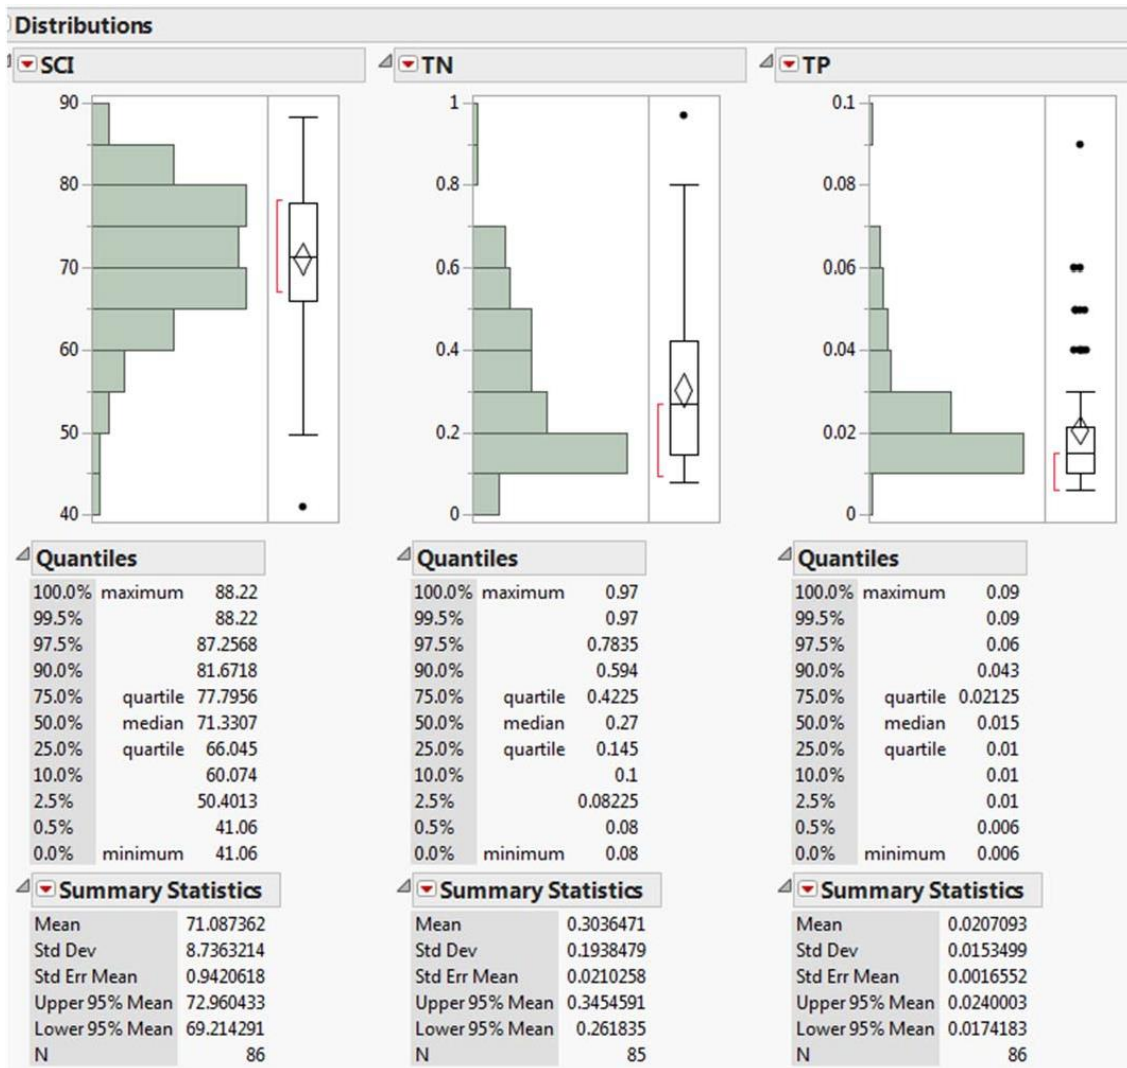 Distributions
SCI
90
80
70
60
50
40
Quantiles
100.0% maximum 88.22
99.5% 88.22
97.5% 87.2568
90.0% 81.6718
75.0% quartile 77.7956
50.0% median 71.3307
25.0% quartile 66.045
10.0% 60.074
2.5% 50.4013
0.5% 41.06
0.0% minimum 41.06
Summary Statistics
Mean 71.087362
Std Dev 8.7363214
Std Err Mean 0.9420618
Upper 95% Mean 72.960433
Lower 95% Mean 69.214291
N 86
TN
1
0.8
0.6
0.4
0.2
0
Quantiles
100.0% maximum 0.97
99.5% 0.97
97.5% 0.7835
90.0% 0.594
75.0% quartile 0.4225
50.0% median 0.27
25.0% quartile 0.145
10.0% 0.1
2.5% 0.08225
0.5% 0.08
0.0% minimum 0.08
Summary Statistics
Mean 0.3036471
Std Dev 0.1938479
Std Err Mean 0.0210258
Upper 95% Mean 0.3454591
Lower 95% Mean 0.261835
N 85
TP
0.1
0.08
0.06
0.04
0.02
0
Quantiles
100.0% maximum 0.09
99.5% 0.09
97.5% 0.06
90.0% 0.043
75.0% quartile 0.02125
50.0% median 0.015
25.0% quartile 0.01
10.0% 0.01
2.5% 0.01
0.5% 0.006
0.0% minimum 0.006
Summary Statistics
Mean 0.0207093
Std Dev 0.0153499
Std Err Mean 0.0016552
Upper 95% Mean 0.0240003
Lower 95% Mean 0.0174183
N 86